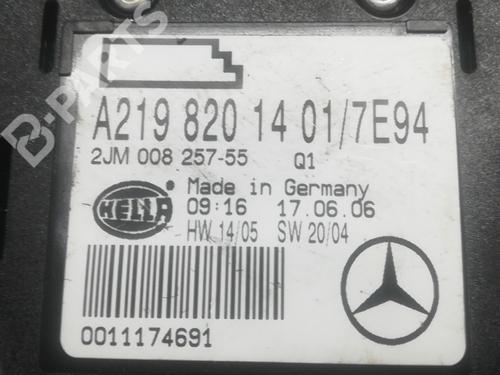 B-PARTS
A219 820 14 01/7E94
2JM 008 257-55 Q1
HELLA
Made in Germany
09:16 17.06.06
HW 14/05 SW 20/04
0011174691